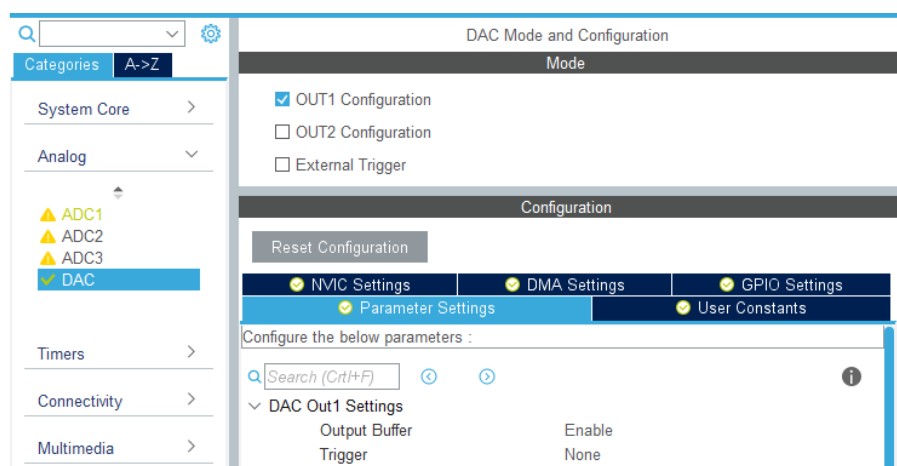 DAC Mode and Configuration
Categories A->Z
Mode
System Core
OUT1 Configuration
OUT2 Configuration
Analog
External Trigger
ADC1
ADC2
ADC3
DAC
Configuration
Reset Configuration
NVIC Settings
DMA Settings
GPIO Settings
Parameter Settings
User Constants
Configure the below parameters :
Timers
Search (Crtl+F)
Connectivity
DAC Out1 Settings
Output Buffer Enable
Multimedia
Trigger None